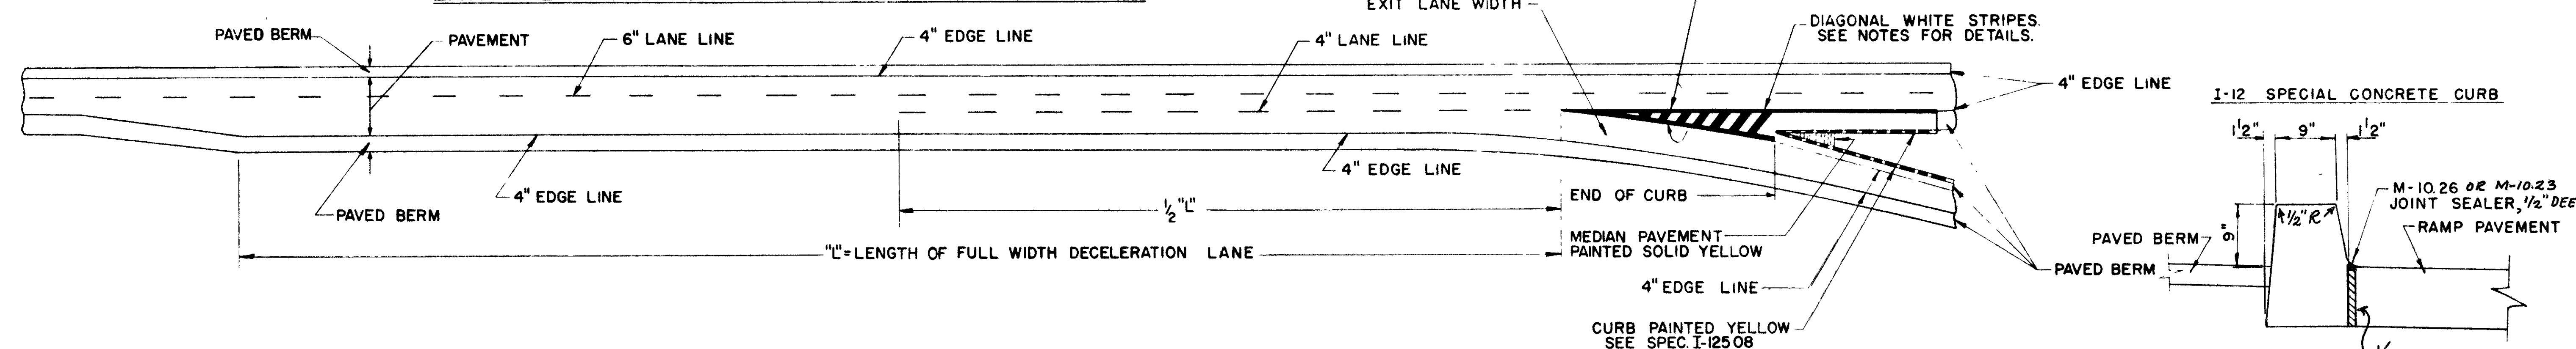 EXIT LANE WIDTH
DIAGONAL WHITE STRIPES.
SEE NOTES FOR DETAILS.
PAVED BERM
PAVEMENT
6" LANE LINE
4" EDGE LINE
4" LANE LINE
4" EDGE LINE
I-12 SPECIAL CONCRETE CURB
1½"
9"
1½"
4" EDGE LINE
4" EDGE LINE
PAVED BERM
½ "L"
END OF CURB
M-10.26 OR M-10.23
JOINT SEALER, ½" DEE
RAMP PAVEMENT
½" R
9"
PAVED BERM
"L"=LENGTH OF FULL WIDTH DECELERATION LANE
MEDIAN PAVEMENT
PAINTED SOLID YELLOW
PAVED BERM
4" EDGE LINE
CURB PAINTED YELLOW
SEE SPEC. I-12508